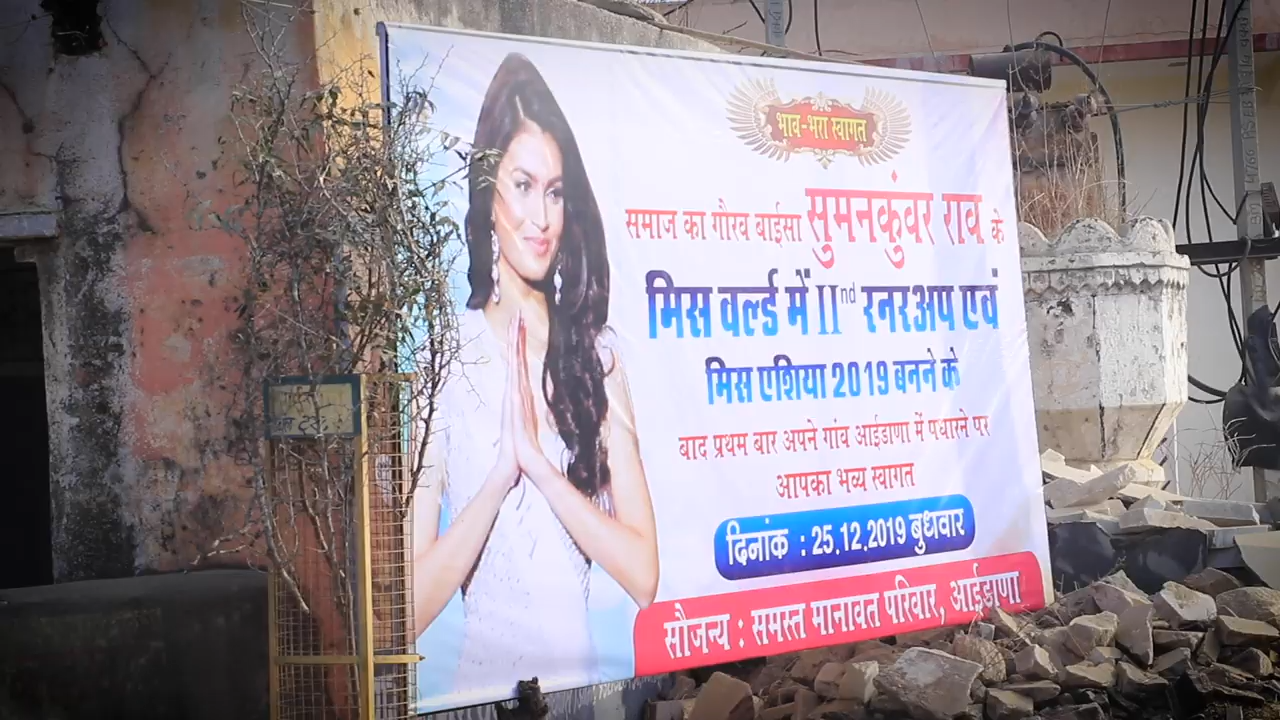 भाव-भरा स्वागत
समाज का गौरव बाईसा सुमनकुंवर राव के
मिस वर्ल्ड में IInd रनरअप एवं
मिस एशिया 2019 बनने के
बाद प्रथम बार अपने गांव आईडाणा में पधारने पर
आपका भव्य स्वागत
दिनांक : 25.12.2019 बुधवार
सौजन्य : समस्त मानावत परिवार, आईडाणा